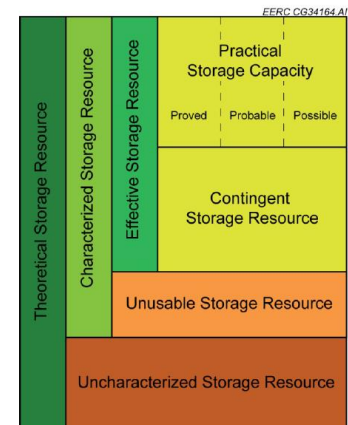 EERC CG34164.AI
Theoretical Storage Resource
Characterized Storage Resource
Effective Storage Resource
Practical
Storage Capacity
Proved
Probable
Possible
Contingent
Storage Resource
Unusable Storage Resource
Uncharacterized Storage Resource